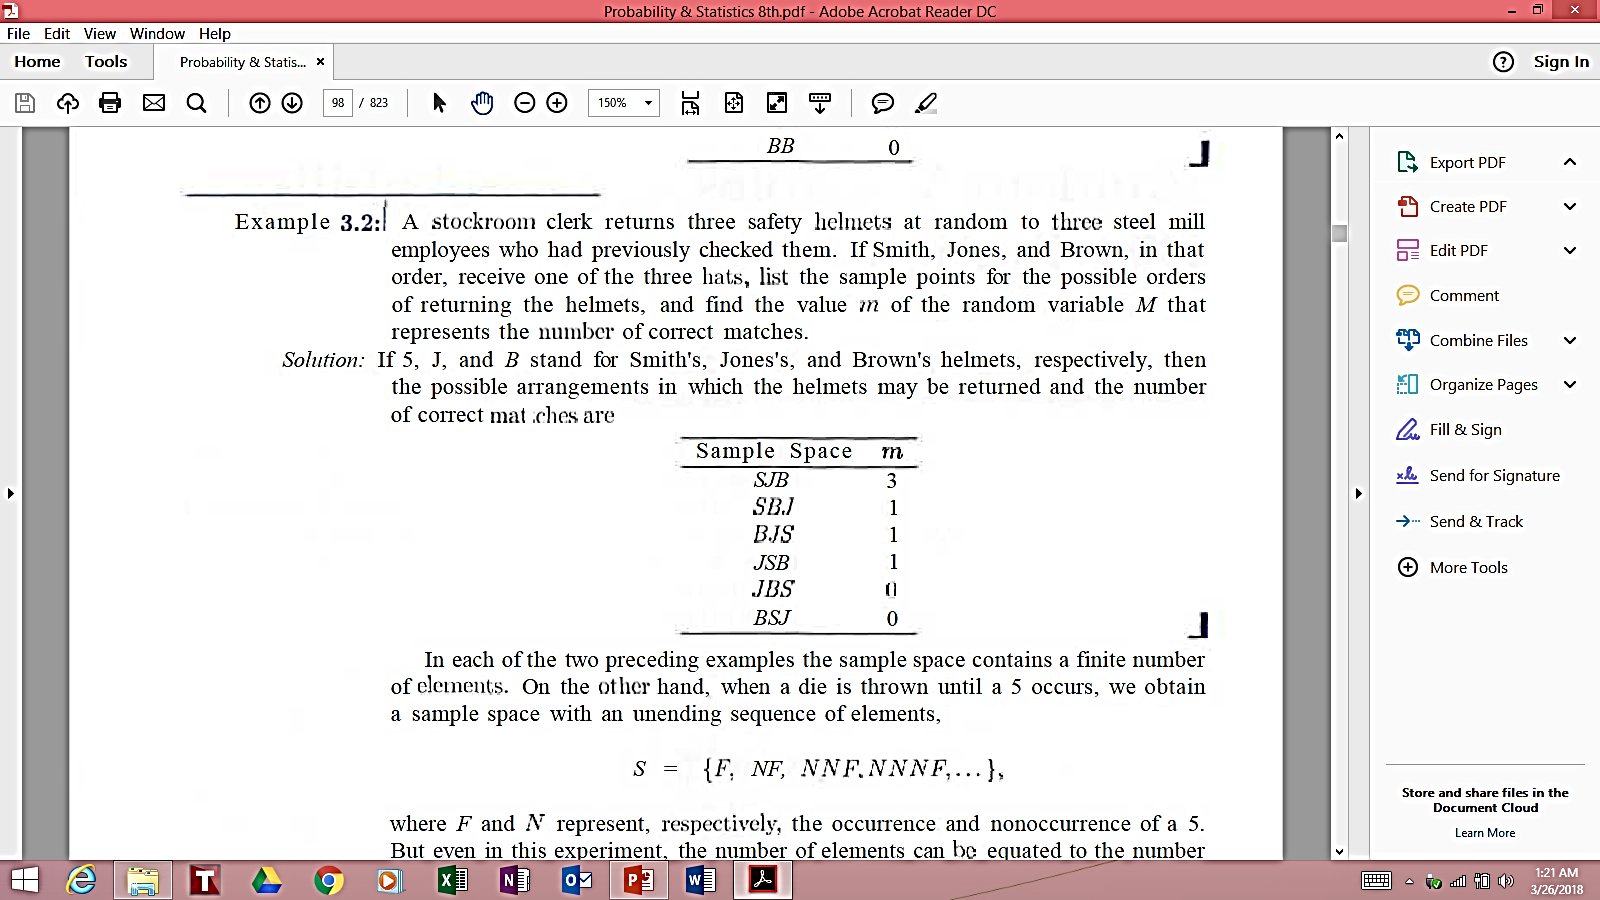 Probability & Statistics 8th.pdf - Adobe Acrobat Reader DC
File Edit View Window Help
Home Tools Probability & Statis... × Sign In
98 / 823 150%
BB 0
Example 3.2: A stockroom clerk returns three safety helmets at random to three steel mill
employees who had previously checked them. If Smith, Jones, and Brown, in that
order, receive one of the three hats, list the sample points for the possible orders
of returning the helmets, and find the value m of the random variable M that
represents the number of correct matches.
Solution: If 5, J, and B stand for Smith's, Jones's, and Brown's helmets, respectively, then
the possible arrangements in which the helmets may be returned and the number
of correct matches are
Sample Space m
SJB 3
SBJ 1
BJS 1
JSB 1
JBS 0
BSJ 0
In each of the two preceding examples the sample space contains a finite number
of elements. On the other hand, when a die is thrown until a 5 occurs, we obtain
a sample space with an unending sequence of elements,
S = {F, NF, NNF, NNNF, ...},
where F and N represent, respectively, the occurrence and nonoccurrence of a 5.
But even in this experiment, the number of elements can be equated to the number
Export PDF
Create PDF
Edit PDF
Comment
Combine Files
Organize Pages
Fill & Sign
Send for Signature
Send & Track
More Tools
Store and share files in the
Document Cloud
Learn More
1:21 AM
3/26/2018